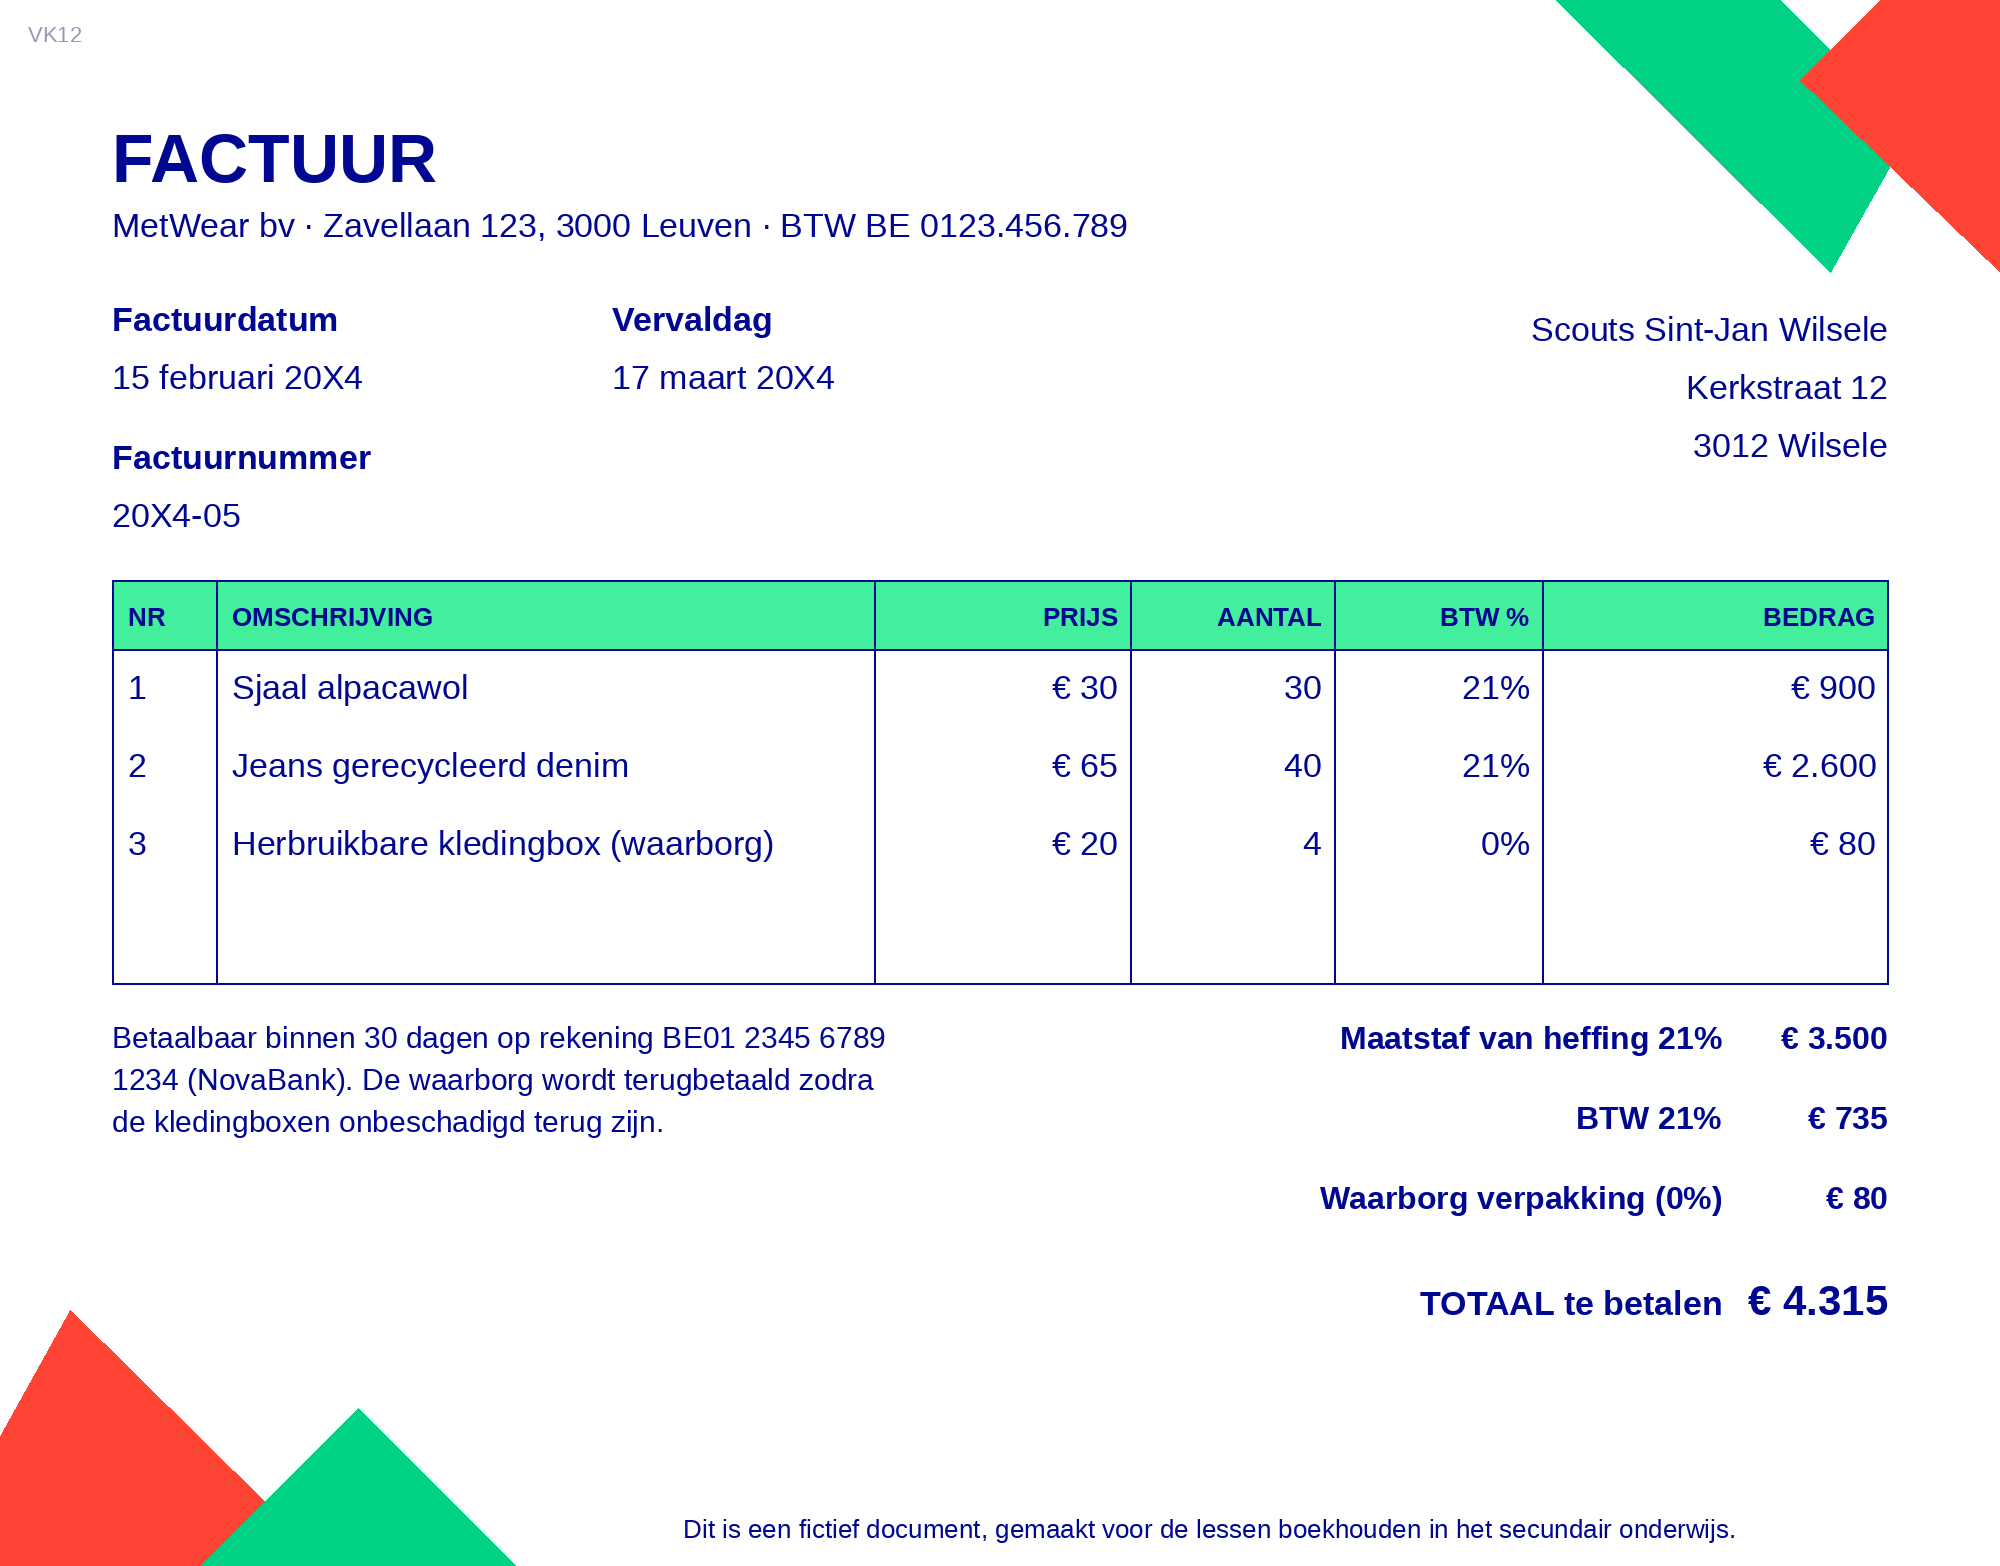 VK12
FACTUUR
MetWear bv · Zavellaan 123, 3000 Leuven · BTW BE 0123.456.789
Factuurdatum
15 februari 20X4
Vervaldag
17 maart 20X4
Factuurnummer
20X4-05
Scouts Sint-Jan Wilsele
Kerkstraat 12
3012 Wilsele
NR OMSCHRIJVING PRIJS AANTAL BTW % BEDRAG
1 Sjaal alpacawol € 30 30 21% € 900
2 Jeans gerecycleerd denim € 65 40 21% € 2.600
3 Herbruikbare kledingbox (waarborg) € 20 4 0% € 80
Betaalbaar binnen 30 dagen op rekening BE01 2345 6789
1234 (NovaBank). De waarborg wordt terugbetaald zodra
de kledingboxen onbeschadigd terug zijn.
Maatstaf van heffing 21% € 3.500
BTW 21% € 735
Waarborg verpakking (0%) € 80
TOTAAL te betalen € 4.315
Dit is een fictief document, gemaakt voor de lessen boekhouden in het secundair onderwijs.